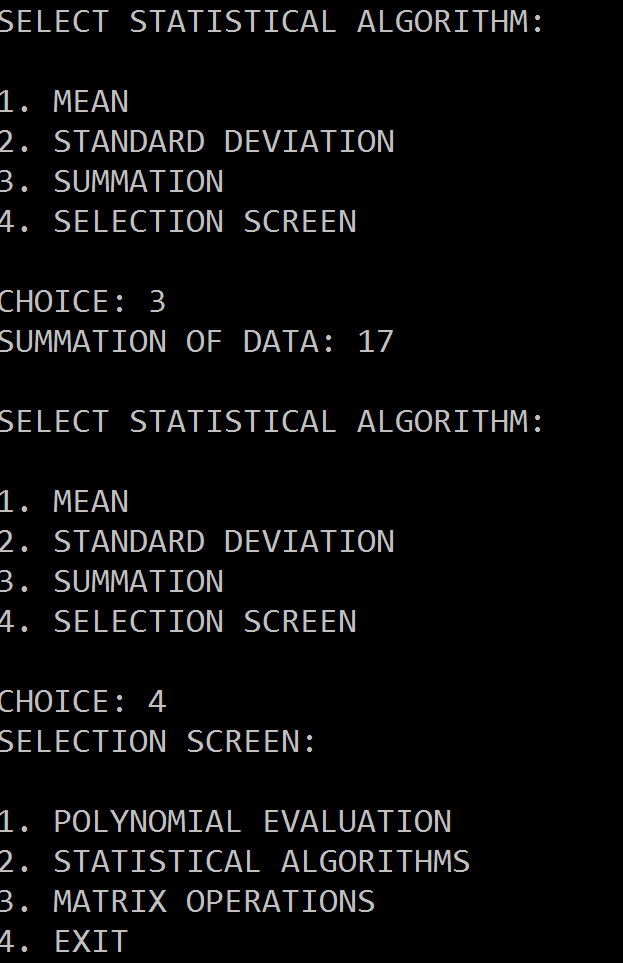 SELECT STATISTICAL ALGORITHM:
1. MEAN
2. STANDARD DEVIATION
3. SUMMATION
4. SELECTION SCREEN
CHOICE: 3
SUMMATION OF DATA: 17
SELECT STATISTICAL ALGORITHM:
1. MEAN
2. STANDARD DEVIATION
3. SUMMATION
4. SELECTION SCREEN
CHOICE: 4
SELECTION SCREEN:
1. POLYNOMIAL EVALUATION
2. STATISTICAL ALGORITHMS
3. MATRIX OPERATIONS
4. EXIT